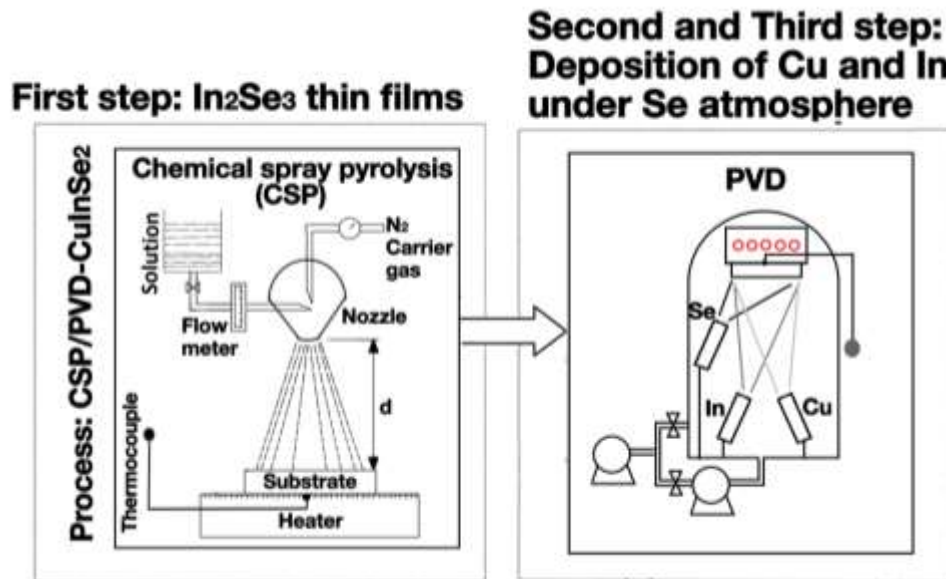 First step: In2Se3 thin films
Second and Third step:
Deposition of Cu and In
under Se atmosphere
Process: CSP/PVD-CuInSe2
Chemical spray pyrolysis
(CSP)
Solution
N2
Carrier
gas
Flow
meter
Nozzle
d
Thermocouple
Substrate
Heater
PVD
Se
In
Cu